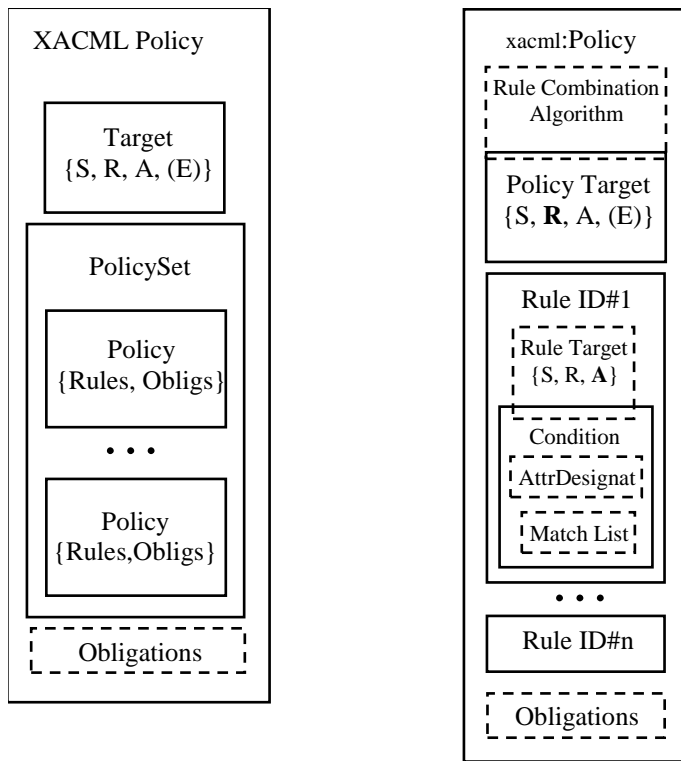 XACML Policy
Target
{S, R, A, (E)}
PolicySet
Policy
{Rules, Obligs}
• • •
Policy
{Rules,Obligs}
Obligations
xacml:Policy
Rule Combination
Algorithm
Policy Target
{S, R, A, (E)}
Rule ID#1
Rule Target
{S, R, A}
Condition
AttrDesignat
Match List
• • •
Rule ID#n
Obligations